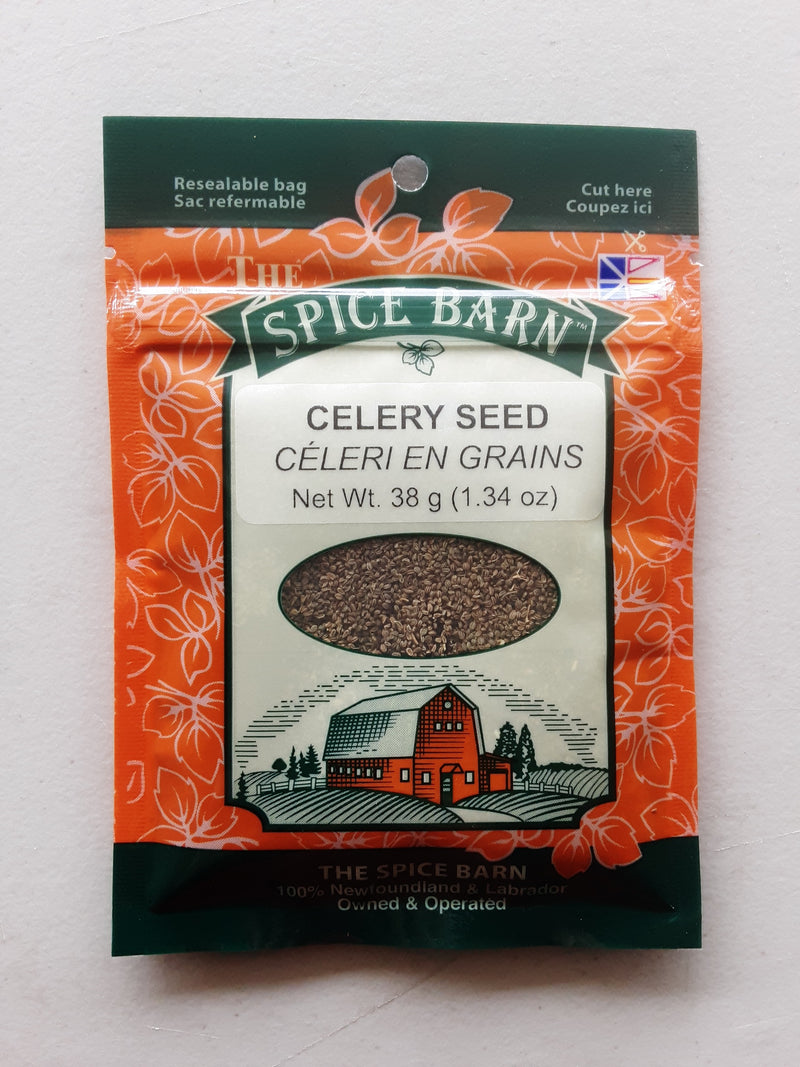 Resealable bag
Sac refermable
Cut here
Coupez ici
THE
SPICE BARN™
CELERY SEED
CÉLERI EN GRAINS
Net Wt. 38 g (1.34 oz)
THE SPICE BARN
100% Newfoundland & Labrador
Owned & Operated